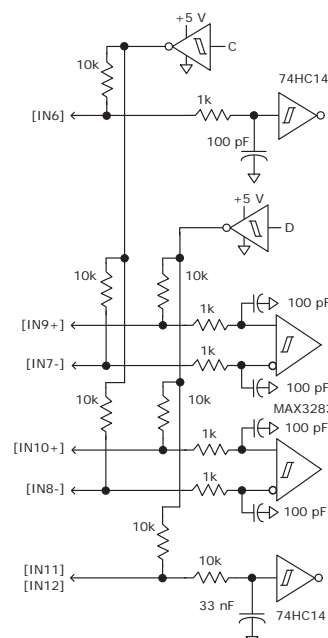 +5 V
C
10k
74HC14
[IN6]
1k
100 pF
+5 V
D
10k
10k
100 pF
[IN9+]
1k
[IN7-]
1k
100 pF
10k
10k
MAX3283
100 pF
[IN10+]
1k
[IN8-]
1k
100 pF
10k
[IN11]
[IN12]
10k
33 nF
74HC14